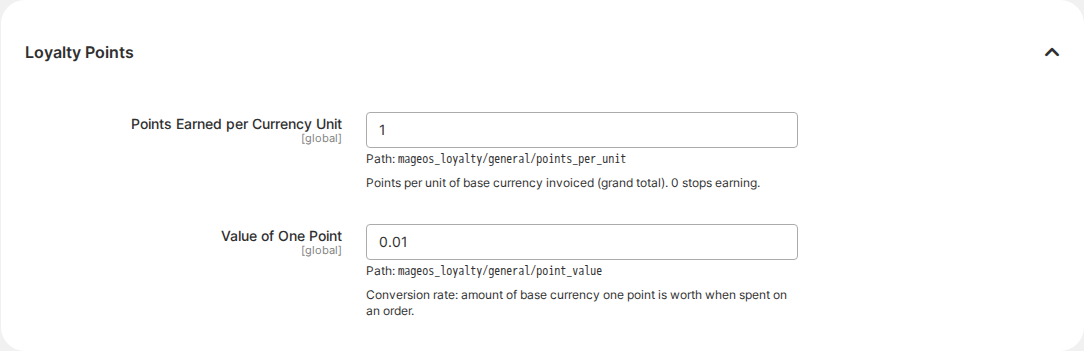 Loyalty Points
Points Earned per Currency Unit
[global]
1
Path: mageos_loyalty/general/points_per_unit
Points per unit of base currency invoiced (grand total). 0 stops earning.
Value of One Point
[global]
0.01
Path: mageos_loyalty/general/point_value
Conversion rate: amount of base currency one point is worth when spent on
an order.